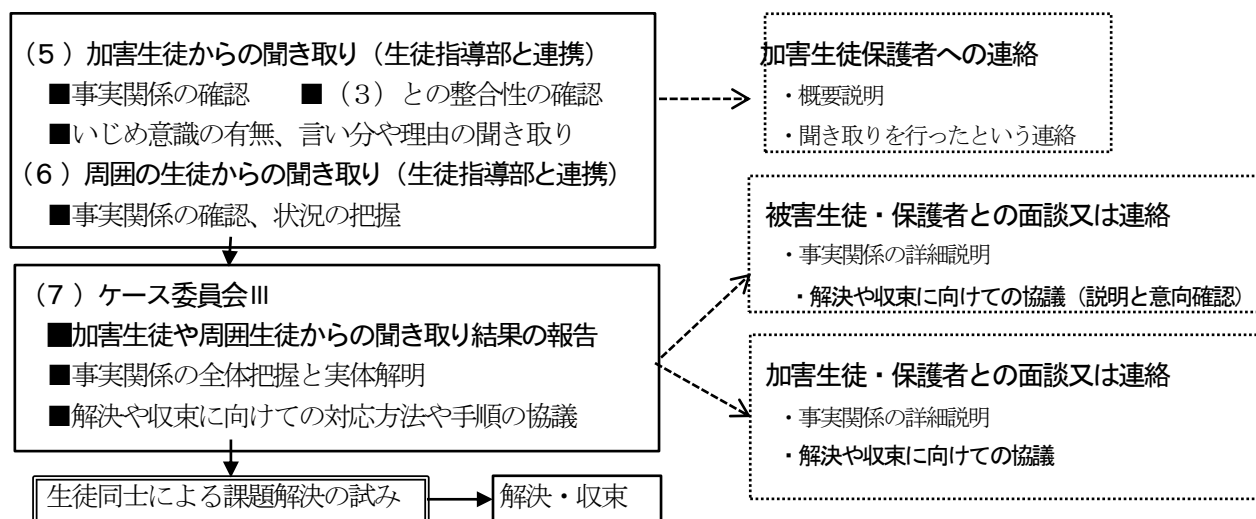 (5)加害生徒からの聞き取り(生徒指導部と連携)
■事実関係の確認　■(3)との整合性の確認
■いじめ意識の有無、言い分や理由の聞き取り
(6)周囲の生徒からの聞き取り(生徒指導部と連携)
■事実関係の確認、状況の把握
加害生徒保護者への連絡
・概要説明
・聞き取りを行ったという連絡
(7)ケース委員会Ⅲ
■加害生徒や周囲生徒からの聞き取り結果の報告
■事実関係の全体把握と実体解明
■解決や収束に向けての対応方法や手順の協議
被害生徒・保護者との面談又は連絡
・事実関係の詳細説明
・解決や収束に向けての協議(説明と意向確認)
加害生徒・保護者との面談又は連絡
・事実関係の詳細説明
・解決や収束に向けての協議
生徒同士による課題解決の試み
解決・収束